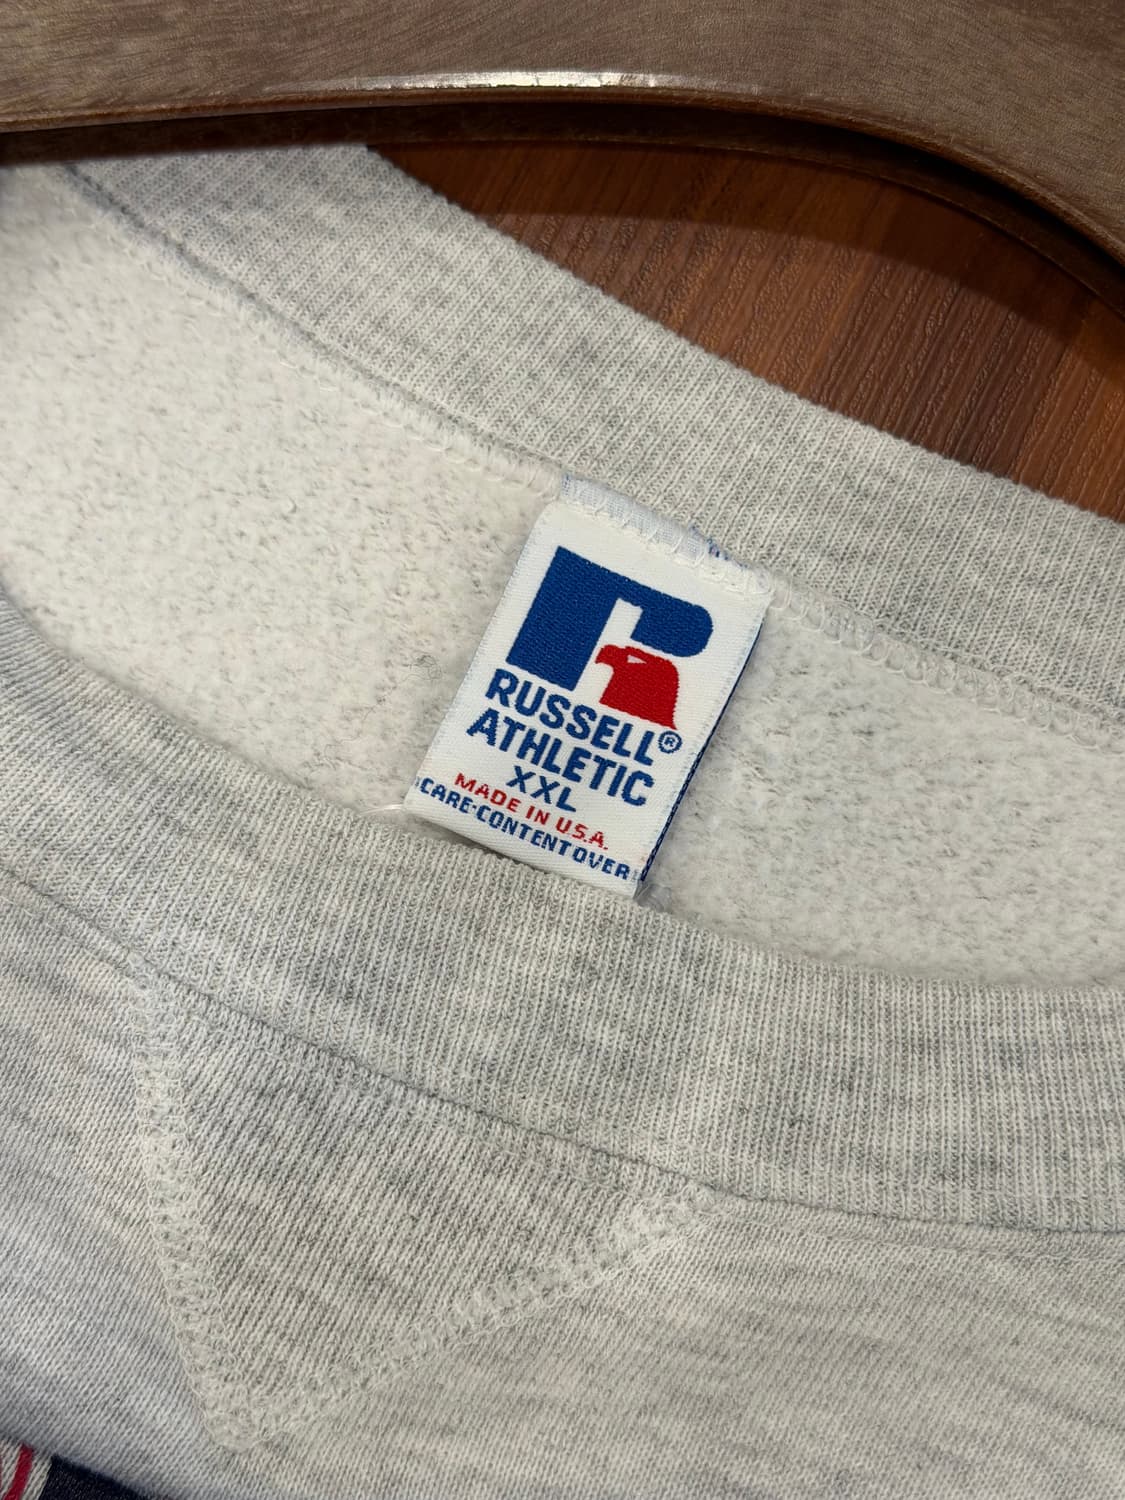 RUSSELL®
ATHLETIC
XXL
MADE IN U.S.A.
CARE·CONTENT OVER